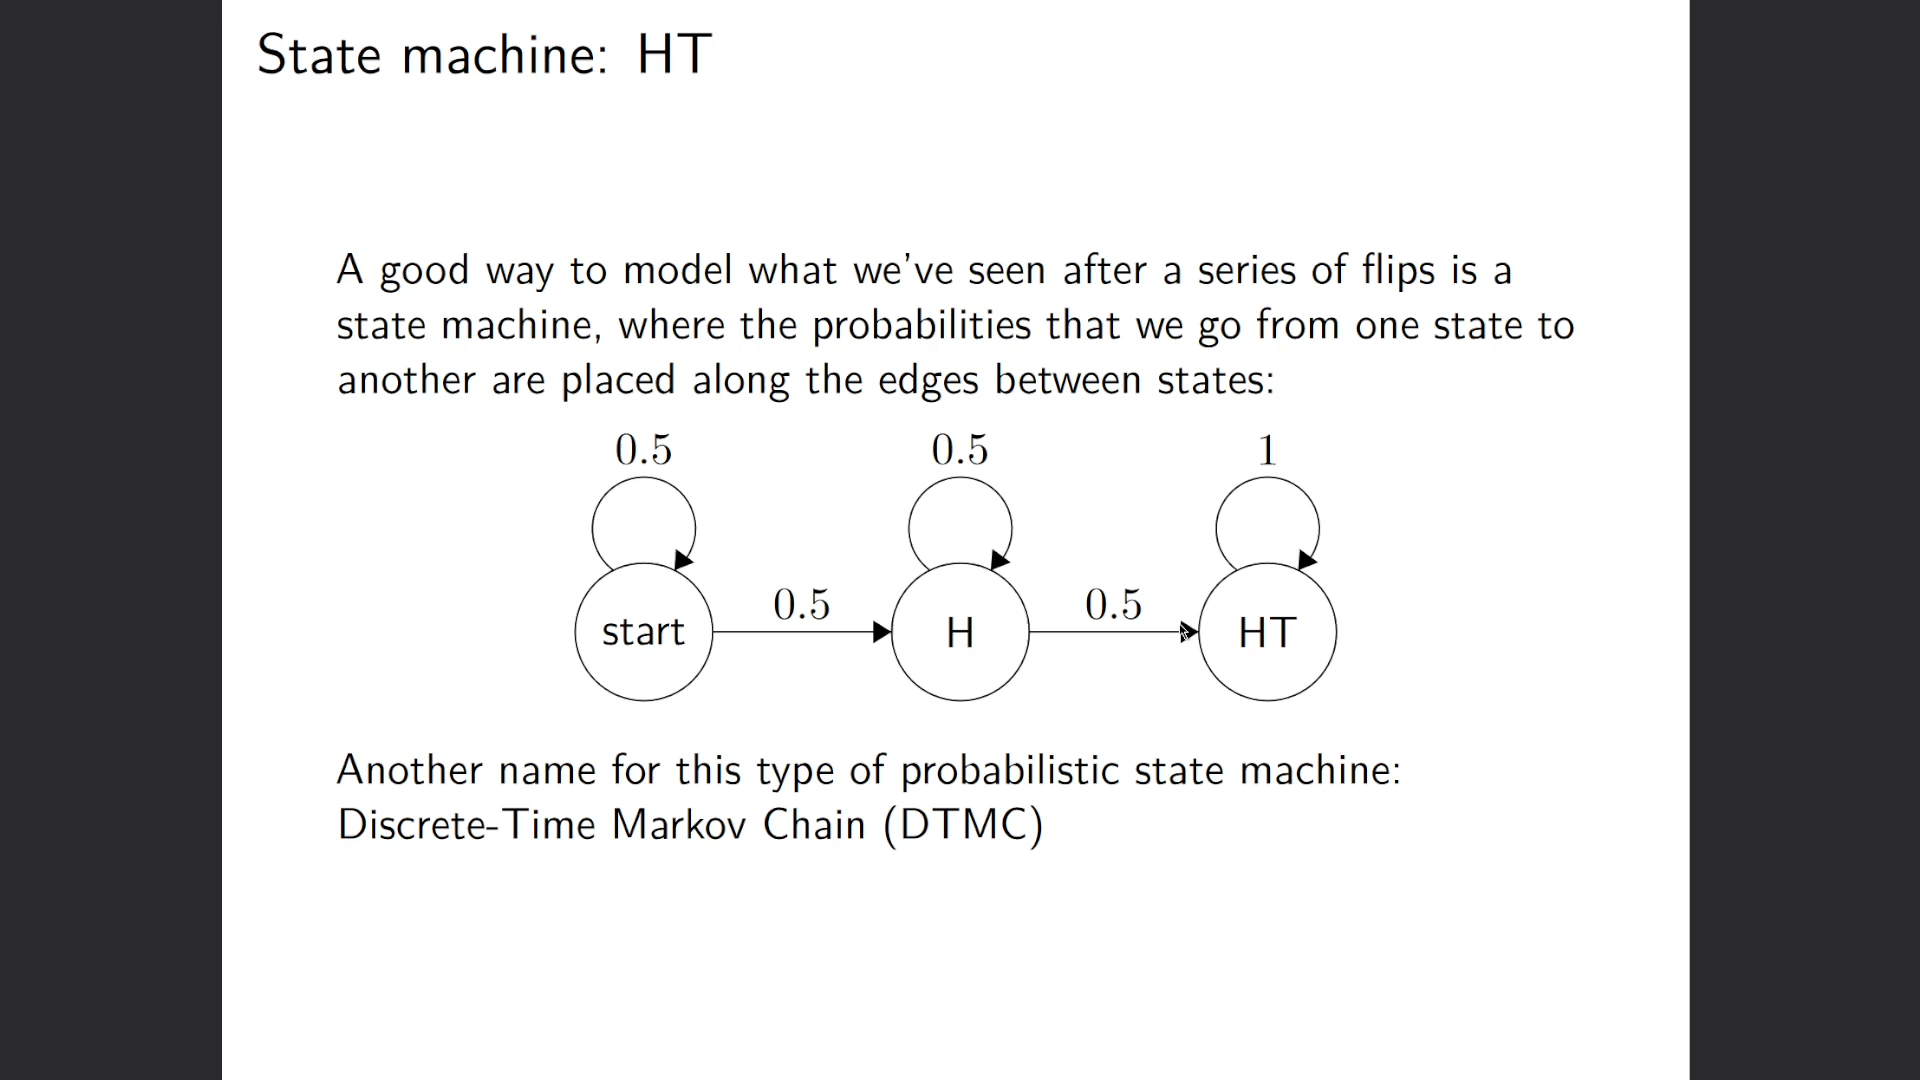 State machine: HT
A good way to model what we've seen after a series of flips is a
state machine, where the probabilities that we go from one state to
another are placed along the edges between states:
0.5 0.5 1
0.5 0.5
start H HT
Another name for this type of probabilistic state machine:
Discrete-Time Markov Chain (DTMC)